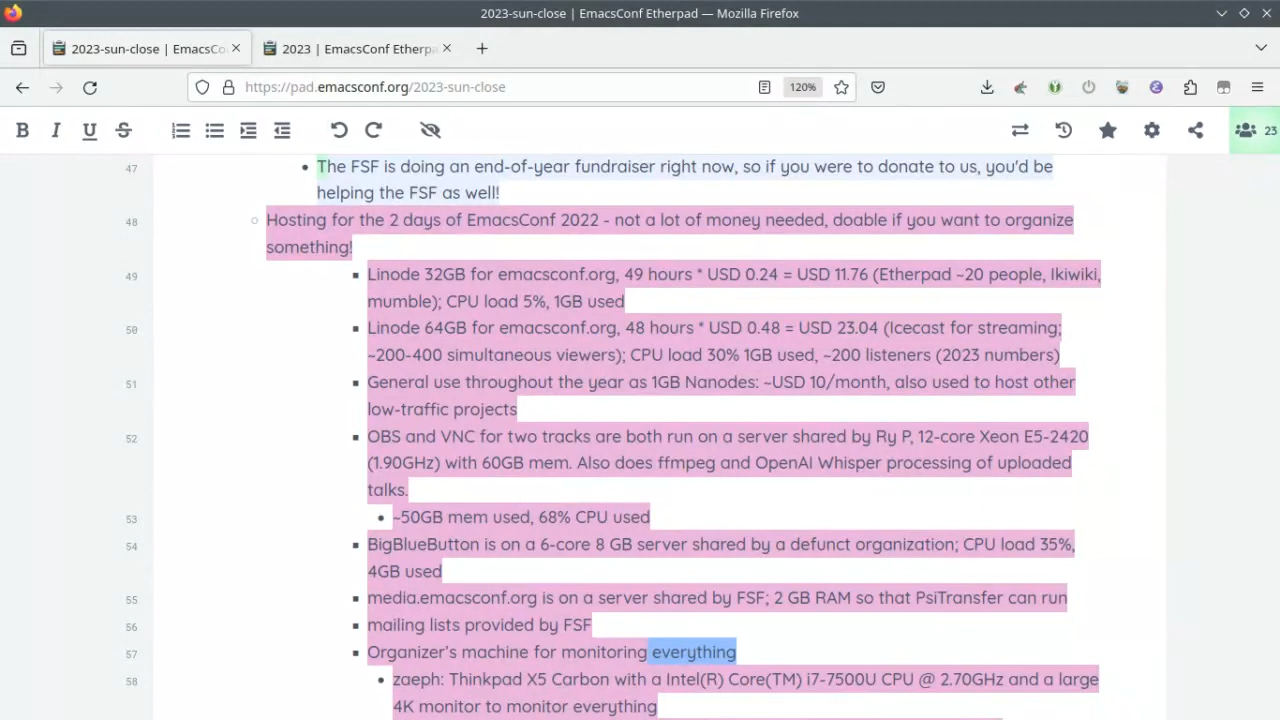 2023-sun-close | EmacsConf Etherpad — Mozilla Firefox
2023-sun-close | EmacsCo
2023 | EmacsConf Etherpa
https://pad.emacsconf.org/2023-sun-close
120%
B I U S
23
47 The FSF is doing an end-of-year fundraiser right now, so if you were to donate to us, you'd be
helping the FSF as well!
48 Hosting for the 2 days of EmacsConf 2022 - not a lot of money needed, doable if you want to organize
something!
49 Linode 32GB for emacsconf.org, 49 hours * USD 0.24 = USD 11.76 (Etherpad ~20 people, Ikiwiki,
mumble); CPU load 5%, 1GB used
50 Linode 64GB for emacsconf.org, 48 hours * USD 0.48 = USD 23.04 (Icecast for streaming;
~200-400 simultaneous viewers); CPU load 30% 1GB used, ~200 listeners (2023 numbers)
51 General use throughout the year as 1GB Nanodes: ~USD 10/month, also used to host other
low-traffic projects
52 OBS and VNC for two tracks are both run on a server shared by Ry P, 12-core Xeon E5-2420
(1.90GHz) with 60GB mem. Also does ffmpeg and OpenAI Whisper processing of uploaded
talks.
53 ~50GB mem used, 68% CPU used
54 BigBlueButton is on a 6-core 8 GB server shared by a defunct organization; CPU load 35%,
4GB used
55 media.emacsconf.org is on a server shared by FSF; 2 GB RAM so that PsiTransfer can run
56 mailing lists provided by FSF
57 Organizer's machine for monitoring everything
58 zaeph: Thinkpad X5 Carbon with a Intel(R) Core(TM) i7-7500U CPU @ 2.70GHz and a large
4K monitor to monitor everything